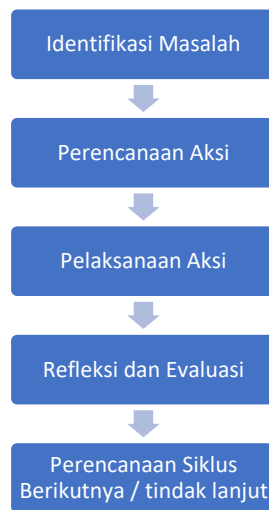 Identifikasi Masalah
Perencanaan Aksi
Pelaksanaan Aksi
Refleksi dan Evaluasi
Perencanaan Siklus
Berikutnya / tindak lanjut